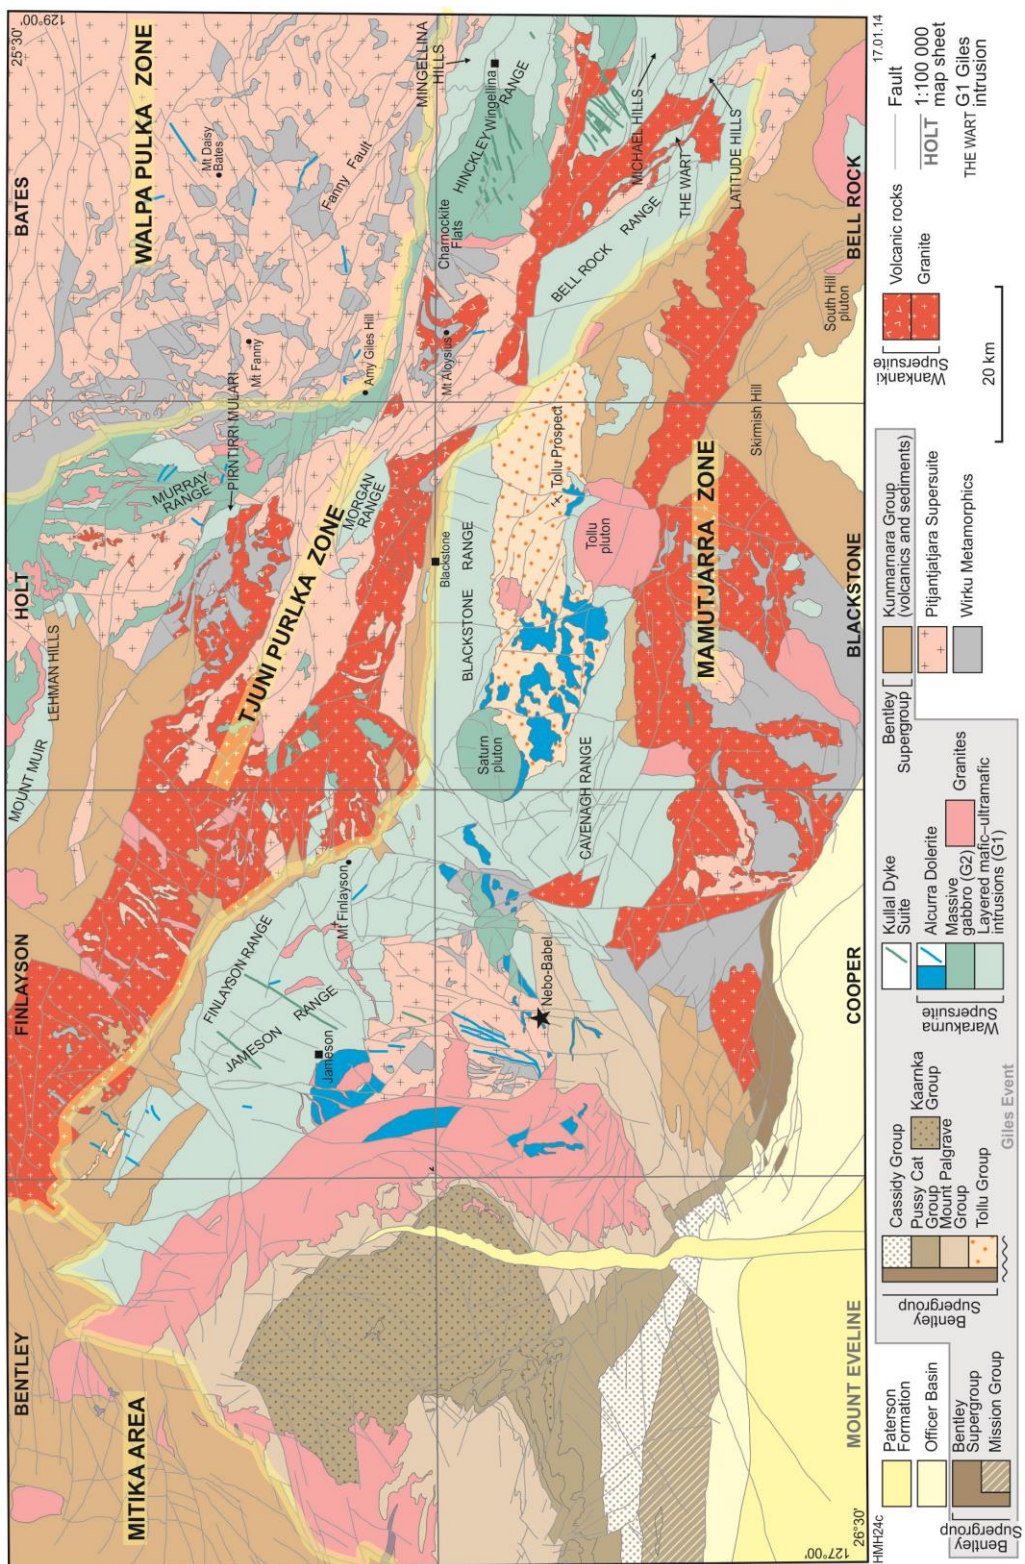 BENTLEY
FINLAYSON
HOLT
BATES
25°30'
129°00'
MITIKA AREA
MOUNT MUIR
LEHMAN HILLS
MURRAY
RANGE
PIRNTIRRI MULARI
WALPA PULKA ZONE
Mt Daisy
Bates
Mt Fanny
Fanny Fault
Amy Giles Hill
TJUNI PURLKA ZONE
MORGAN
RANGE
MINGELLINA
HILLS
FINLAYSON RANGE
JAMESON RANGE
Jameson
Mt Finlayson
Blackstone
Mt Aloysius
Charnockite
Flats
HINCKLEY RANGE
Wingellina
BLACKSTONE RANGE
Saturn
pluton
Tollu Prospect
Tollu
pluton
BELL ROCK RANGE
MICHAEL HILLS
THE WART
LATITUDE HILLS
Nebo-Babel
CAVENAGH RANGE
MAMUTJARRA ZONE
Skirmish Hill
South Hill
pluton
MOUNT EVELINE
COOPER
BLACKSTONE
BELL ROCK
127°00'
26°30'
HMH24c
17.01.14
Paterson
Formation
Officer Basin
Bentley
Supergroup
Mission Group
Bentley
Supergroup
Bentley
Supergroup
Cassidy Group
Pussy Cat
Group
Kaarnka
Group
Mount Palgrave
Group
Tollu Group
Giles Event
Kullal Dyke
Suite
Warakurna
Supersuite
Alcurra Dolerite
Massive
gabbro (G2)
Granites
Layered mafic–ultramafic
intrusions (G1)
Bentley
Supergroup
Kunmarnara Group
(volcanics and sediments)
Pitjantjatjara Supersuite
Wirku Metamorphics
Wankanki
Supersuite
Volcanic rocks
Granite
20 km
Fault
HOLT
1:100 000
map sheet
THE WART
G1 Giles
intrusion